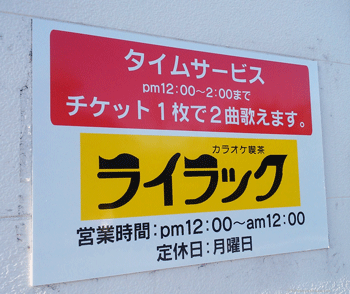 タイムサービス
pm12:00～2:00まで
チケット1枚で2曲歌えます。
カラオケ喫茶
ライラック
営業時間:pm12:00～am12:00
定休日:月曜日